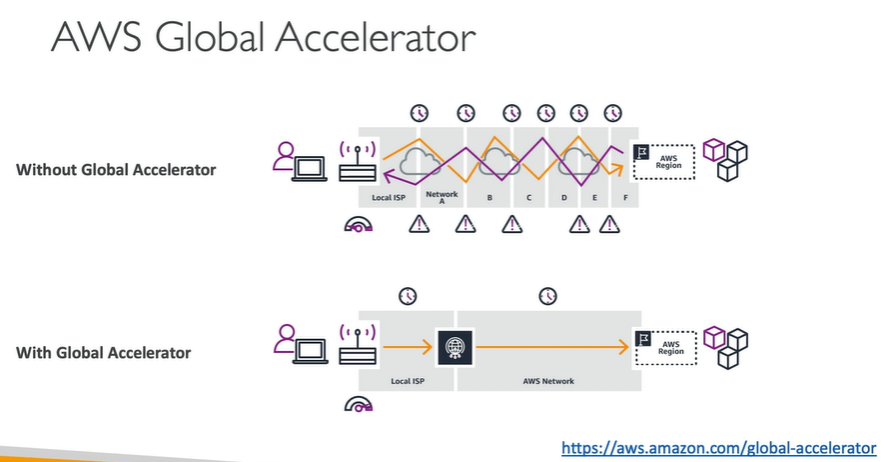 AWS Global Accelerator
Without Global Accelerator
Local ISP
Network
A
B
C
D
E
F
AWS
Region
With Global Accelerator
Local ISP
AWS Network
AWS
Region
https://aws.amazon.com/global-accelerator